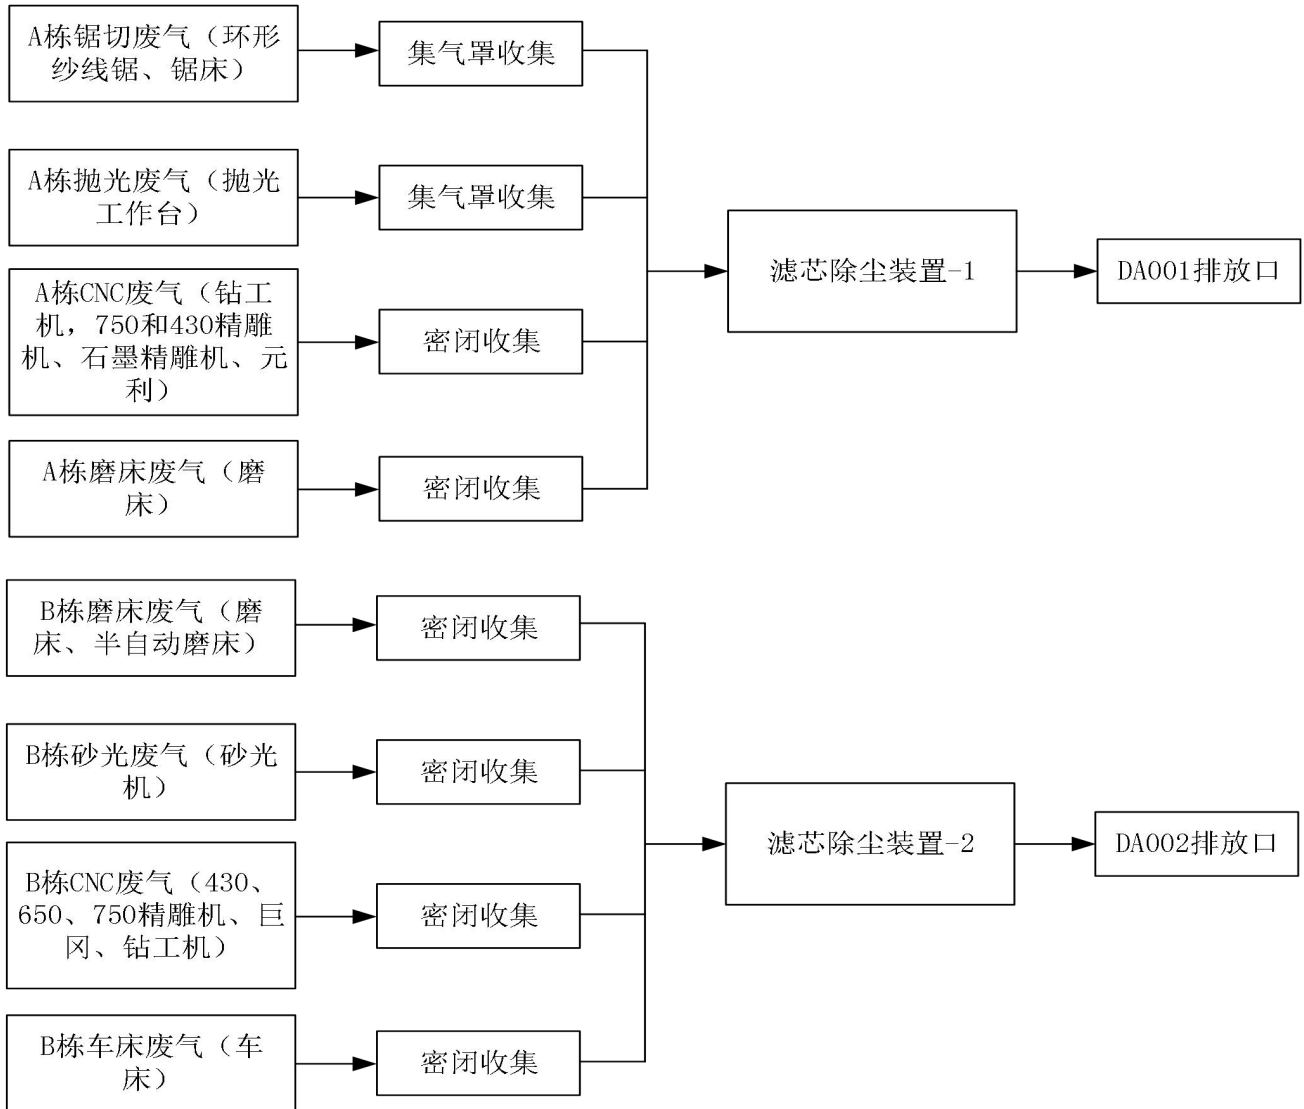 A栋锯切废气（环形
纱线锯、锯床）
集气罩收集
A栋抛光废气（抛光
工作台）
集气罩收集
A栋CNC废气（钻工
机，750和430精雕
机、石墨精雕机、元
利）
密闭收集
A栋磨床废气（磨
床）
密闭收集
滤芯除尘装置-1
DA001排放口
B栋磨床废气（磨
床、半自动磨床）
密闭收集
B栋砂光废气（砂光
机）
密闭收集
B栋CNC废气（430、
650、750精雕机、巨
冈、钻工机）
密闭收集
B栋车床废气（车
床）
密闭收集
滤芯除尘装置-2
DA002排放口